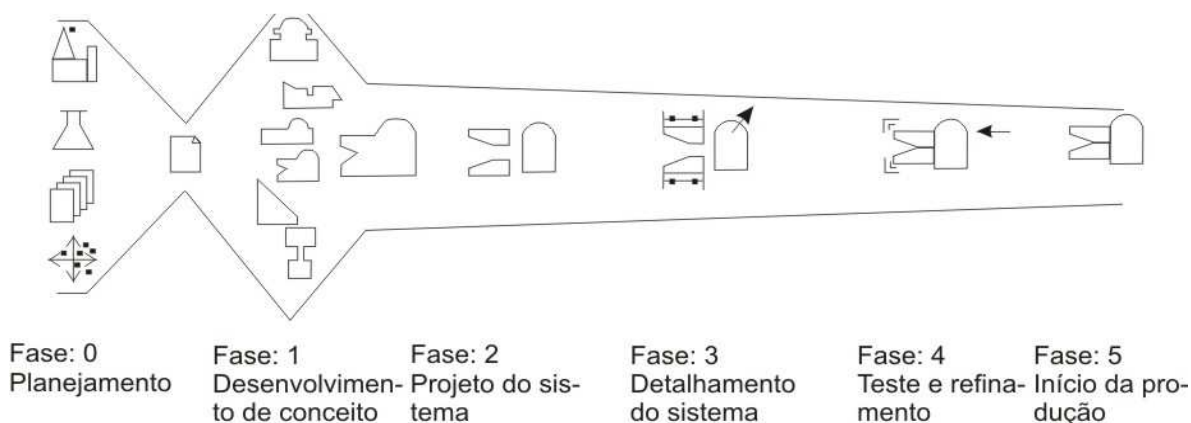 Fase: 0
Planejamento
Fase: 1
Desenvolvimen-
to de conceito
Fase: 2
Projeto do sis-
tema
Fase: 3
Detalhamento
do sistema
Fase: 4
Teste e refina-
mento
Fase: 5
Início da pro-
dução